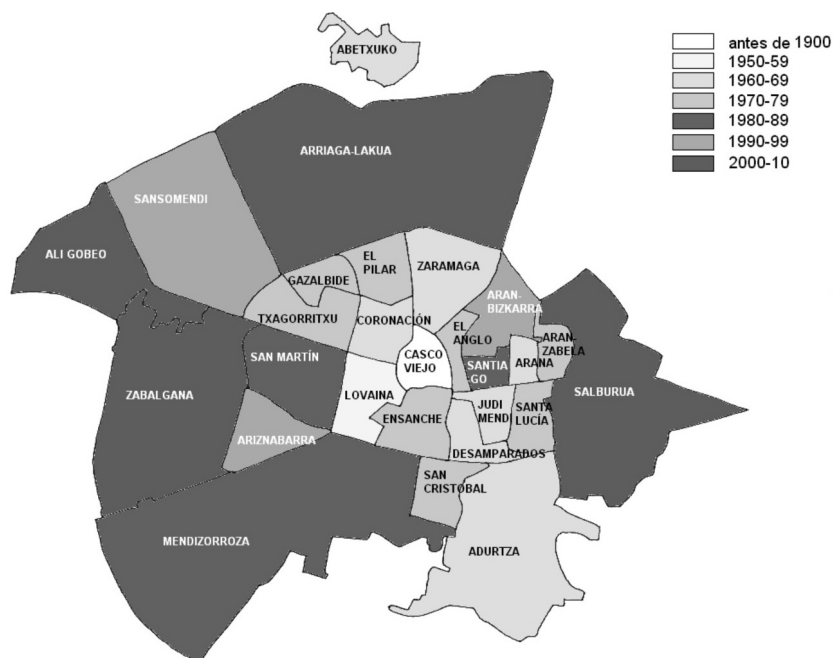 ABETXUKO
antes de 1900
1950-59
1960-69
1970-79
1980-89
1990-99
2000-10
ARRIAGA-LAKUA
SANSOMENDI
ALI GOBEO
EL
PILAR
ZARAMAGA
GAZALBIDE
ARAN-
BIZKARRA
TXAGORRITXU
CORONACIÓN
EL
ANGLO
ARAN-
ZABELA
SAN MARTÍN
CASCO
VIEJO
SANTIA
-GO
ARANA
ZABALGANA
LOVAINA
SALBURUA
JUDI
MENDI
SANTA
LUCÍA
ENSANCHE
ARIZNABARRA
DESAMPARADOS
SAN
CRISTOBAL
MENDIZORROZA
ADURTZA